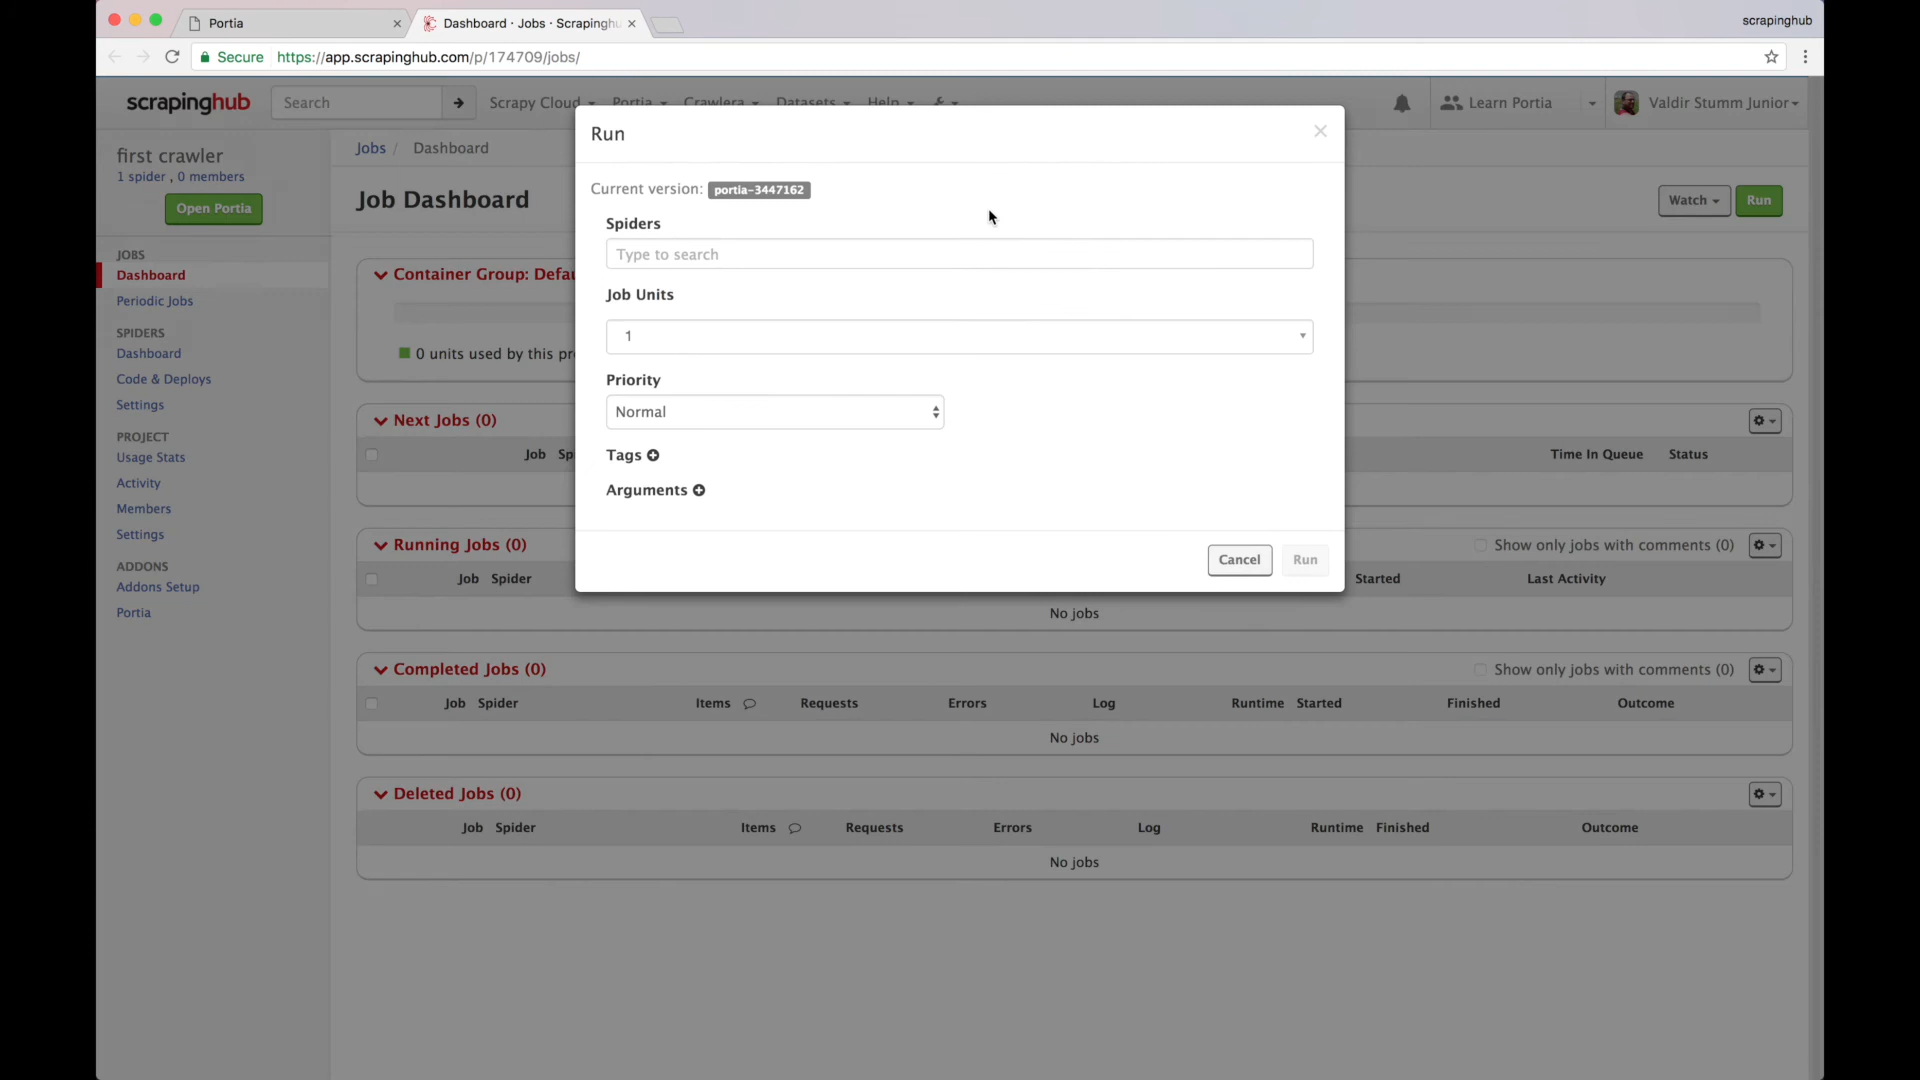 Portia
Dashboard · Jobs · Scrapinghu
scrapinghub
Secure https://app.scrapinghub.com/p/174709/jobs/
scrapinghub
Search
Scrapy Cloud
Portia
Crawlera
Datasets
Help
Learn Portia
Valdir Stumm Junior
first crawler
1 spider , 0 members
Open Portia
JOBS
Dashboard
Periodic Jobs
SPIDERS
Dashboard
Code & Deploys
Settings
PROJECT
Usage Stats
Activity
Members
Settings
ADDONS
Addons Setup
Portia
Jobs / Dashboard
Job Dashboard
Watch
Run
Container Group: Defau
0 units used by this pr
Next Jobs (0)
Job Sp
Time In Queue Status
Running Jobs (0)
Show only jobs with comments (0)
Job Spider
Started Last Activity
No jobs
Completed Jobs (0)
Show only jobs with comments (0)
Job Spider Items Requests Errors Log Runtime Started Finished Outcome
No jobs
Deleted Jobs (0)
Job Spider Items Requests Errors Log Runtime Finished Outcome
No jobs
Run
Current version: portia-3447162
Spiders
Type to search
Job Units
1
Priority
Normal
Tags
Arguments
Cancel
Run